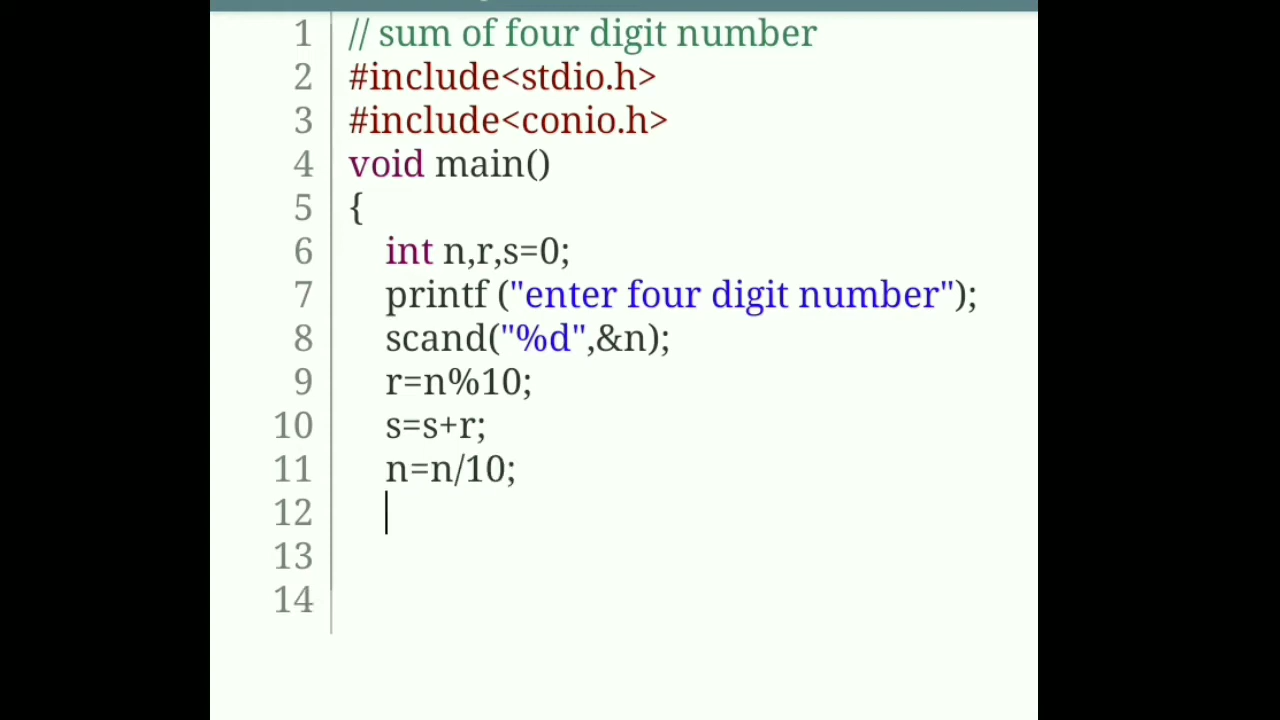 1 // sum of four digit number
2 #include<stdio.h>
3 #include<conio.h>
4 void main()
5 {
6 int n,r,s=0;
7 printf ("enter four digit number");
8 scand("%d",&n);
9 r=n%10;
10 s=s+r;
11 n=n/10;
12
13
14